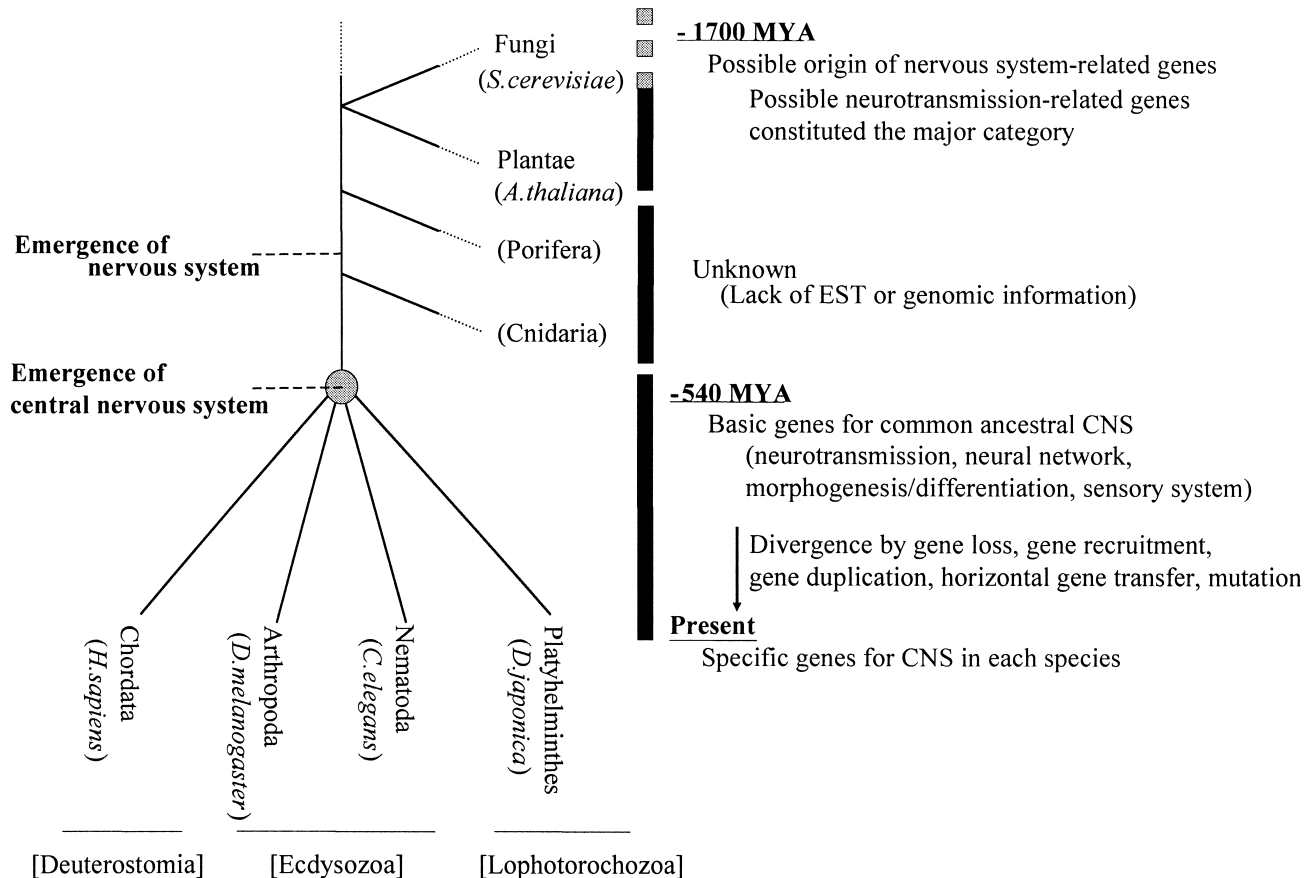 Fungi
(S.cerevisiae)
Plantae
(A.thaliana)
(Porifera)
(Cnidaria)
Emergence of
nervous system
Emergence of
central nervous system
- 1700 MYA
Possible origin of nervous system-related genes
Possible neurotransmission-related genes
constituted the major category
Unknown
(Lack of EST or genomic information)
-540 MYA
Basic genes for common ancestral CNS
(neurotransmission, neural network,
morphogenesis/differentiation, sensory system)
Divergence by gene loss, gene recruitment,
gene duplication, horizontal gene transfer, mutation
Present
Specific genes for CNS in each species
Chordata
(H.sapiens)
Arthropoda
(D.melanogaster)
Nematoda
(C.elegans)
Platyhelminthes
(D.japonica)
[Deuterostomia]
[Ecdysozoa]
[Lophotorochozoa]